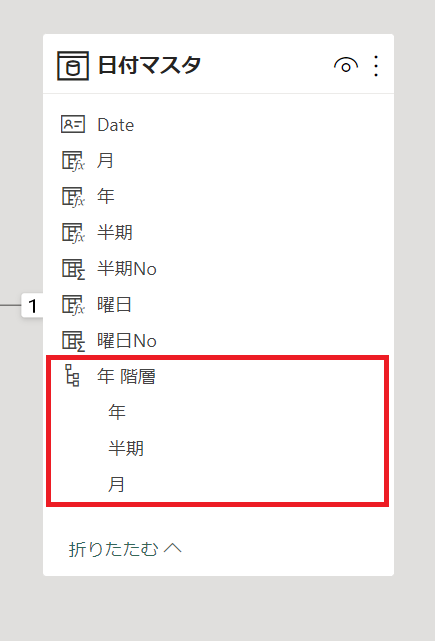 日付マスタ
Date
月
年
半期
半期No
曜日
1
曜日No
年 階層
年
半期
月
折りたたむ